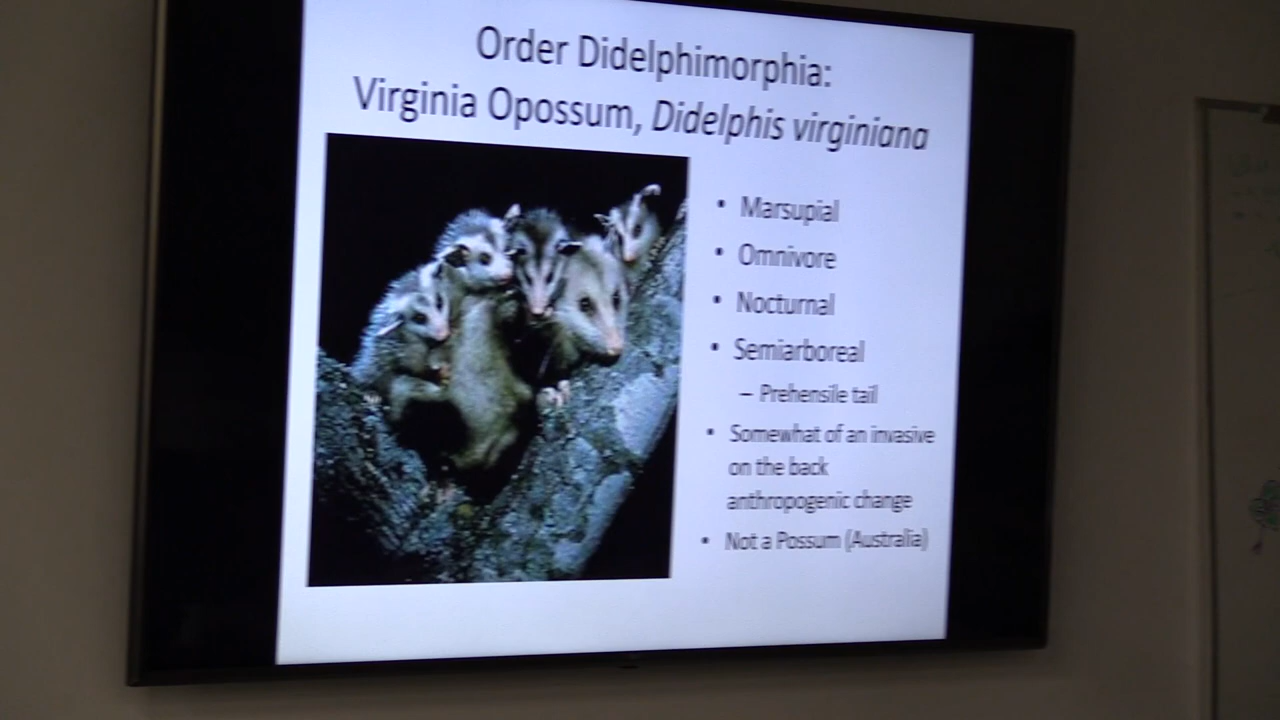 Order Didelphimorphia:
Virginia Opossum, Didelphis virginiana
• Marsupial
• Omnivore
• Nocturnal
• Semiarboreal
– Prehensile tail
• Somewhat of an invasive
on the back
anthropogenic change
• Not a Possum (Australia)